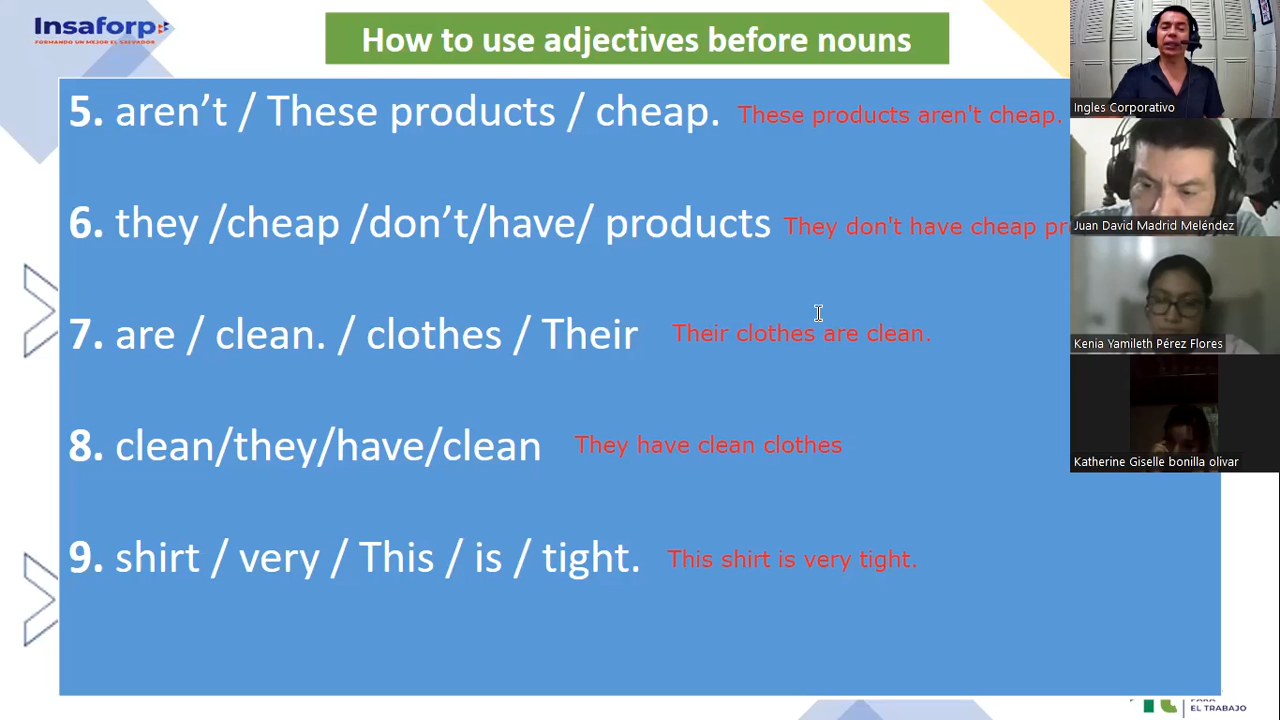 Insaforp
FORMANDO UN MEJOR EL SALVADOR
How to use adjectives before nouns
5. aren’t / These products / cheap. These products aren't cheap.
6. they /cheap /don’t/have/ products They don't have cheap
7. are / clean. / clothes / Their Their clothes are clean.
8. clean/they/have/clean They have clean clothes
9. shirt / very / This / is / tight. This shirt is very tight.
Ingles Corporativo
Juan David Madrid Meléndez
Kenia Yamileth Pérez Flores
Katherine Giselle bonilla olivar
EL TRABAJO